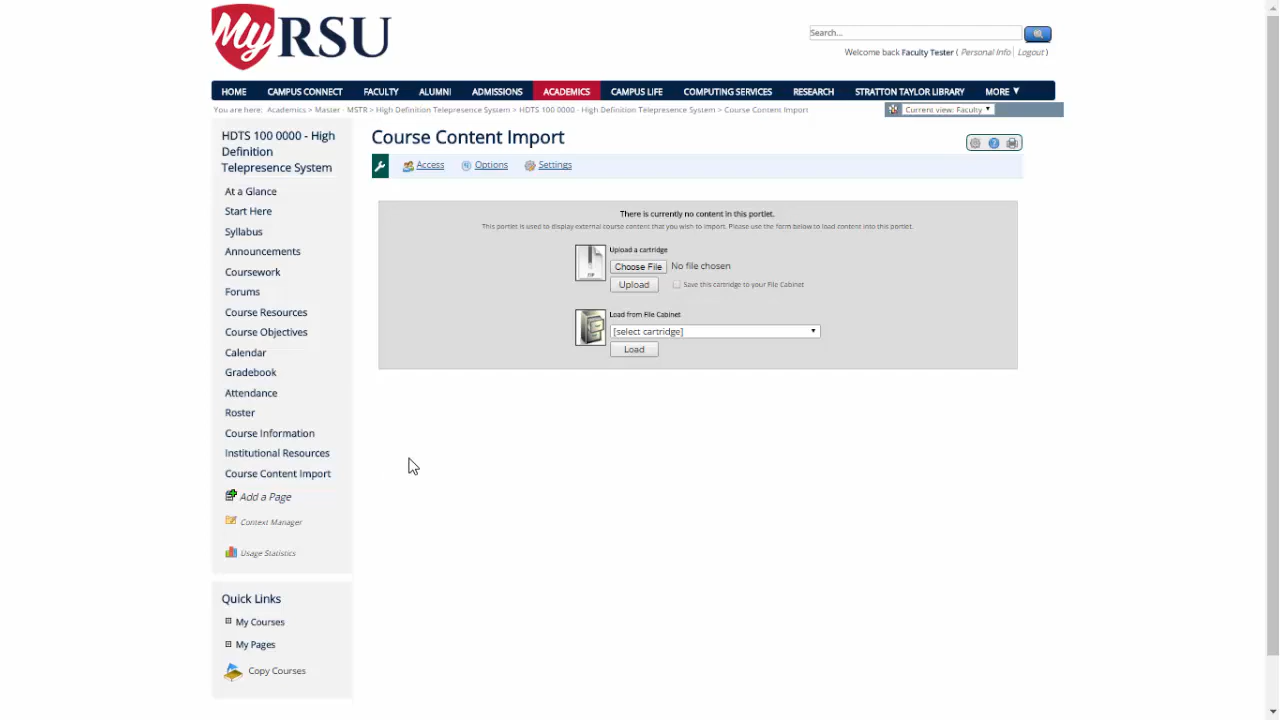 My RSU
Search...
Welcome back Faculty Tester ( Personal Info | Logout )
HOME CAMPUS CONNECT FACULTY ALUMNI ADMISSIONS ACADEMICS CAMPUS LIFE COMPUTING SERVICES RESEARCH STRATTON TAYLOR LIBRARY MORE ▼
You are here: Academics > Master - MSTR > High Definition Telepresence System > HDTS 100 0000 - High Definition Telepresence System > Course Content Import
Current view: Faculty
HDTS 100 0000 - High
Definition
Telepresence System
At a Glance
Start Here
Syllabus
Announcements
Coursework
Forums
Course Resources
Course Objectives
Calendar
Gradebook
Attendance
Roster
Course Information
Institutional Resources
Course Content Import
Add a Page
Context Manager
Usage Statistics
Quick Links
My Courses
My Pages
Copy Courses
Course Content Import
Access Options Settings
There is currently no content in this portlet.
This portlet is used to display external course content that you wish to import. Please use the form below to load content into this portlet.
Upload a cartridge
Choose File No file chosen
Upload Save this cartridge to your File Cabinet
ZIP
Load from File Cabinet
[select cartridge]
Load